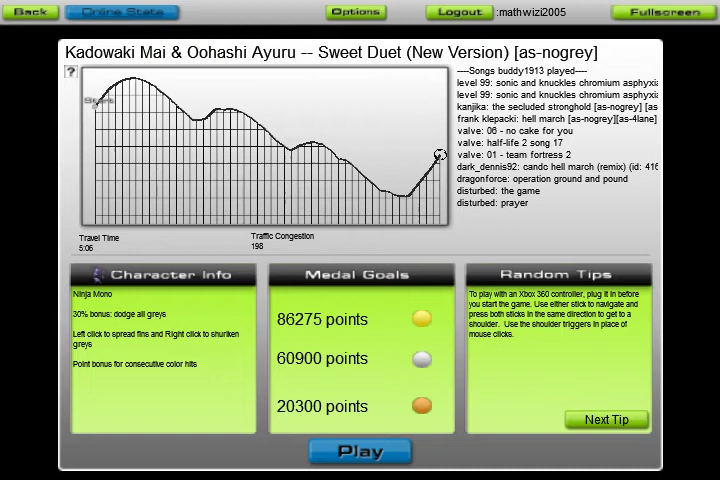 Back
Online Stats
Options
Logout
:mathwizi2005
Fullscreen
Kadowaki Mai & Oohashi Ayuru -- Sweet Duet (New Version) [as-nogrey]
?
Start
----Songs buddy1913 played----
level 99: sonic and knuckles chromium asphyxia
level 99: sonic and knuckles chromium asphyxia
kanjika: the secluded stronghold [as-nogrey] [as
frank klepacki: hell march [as-nogrey][as-4lane]
valve: 06 - no cake for you
valve: half-life 2 song 17
valve: 01 - team fortress 2
dark_dennis92: candc hell march (remix) (id: 416
dragonforce: operation ground and pound
disturbed: the game
disturbed: prayer
Travel Time
5:06
Traffic Congestion
198
Character Info
Ninja Mono
30% bonus: dodge all greys
Left click to spread fins and Right click to shuriken
greys
Point bonus for consecutive color hits
Medal Goals
86275 points
60900 points
20300 points
Random Tips
To play with an Xbox 360 controller, plug it in before
you start the game. Use either stick to navigate and
press both sticks in the same direction to get to a
shoulder.  Use the shoulder triggers in place of
mouse clicks.
Next Tip
Play